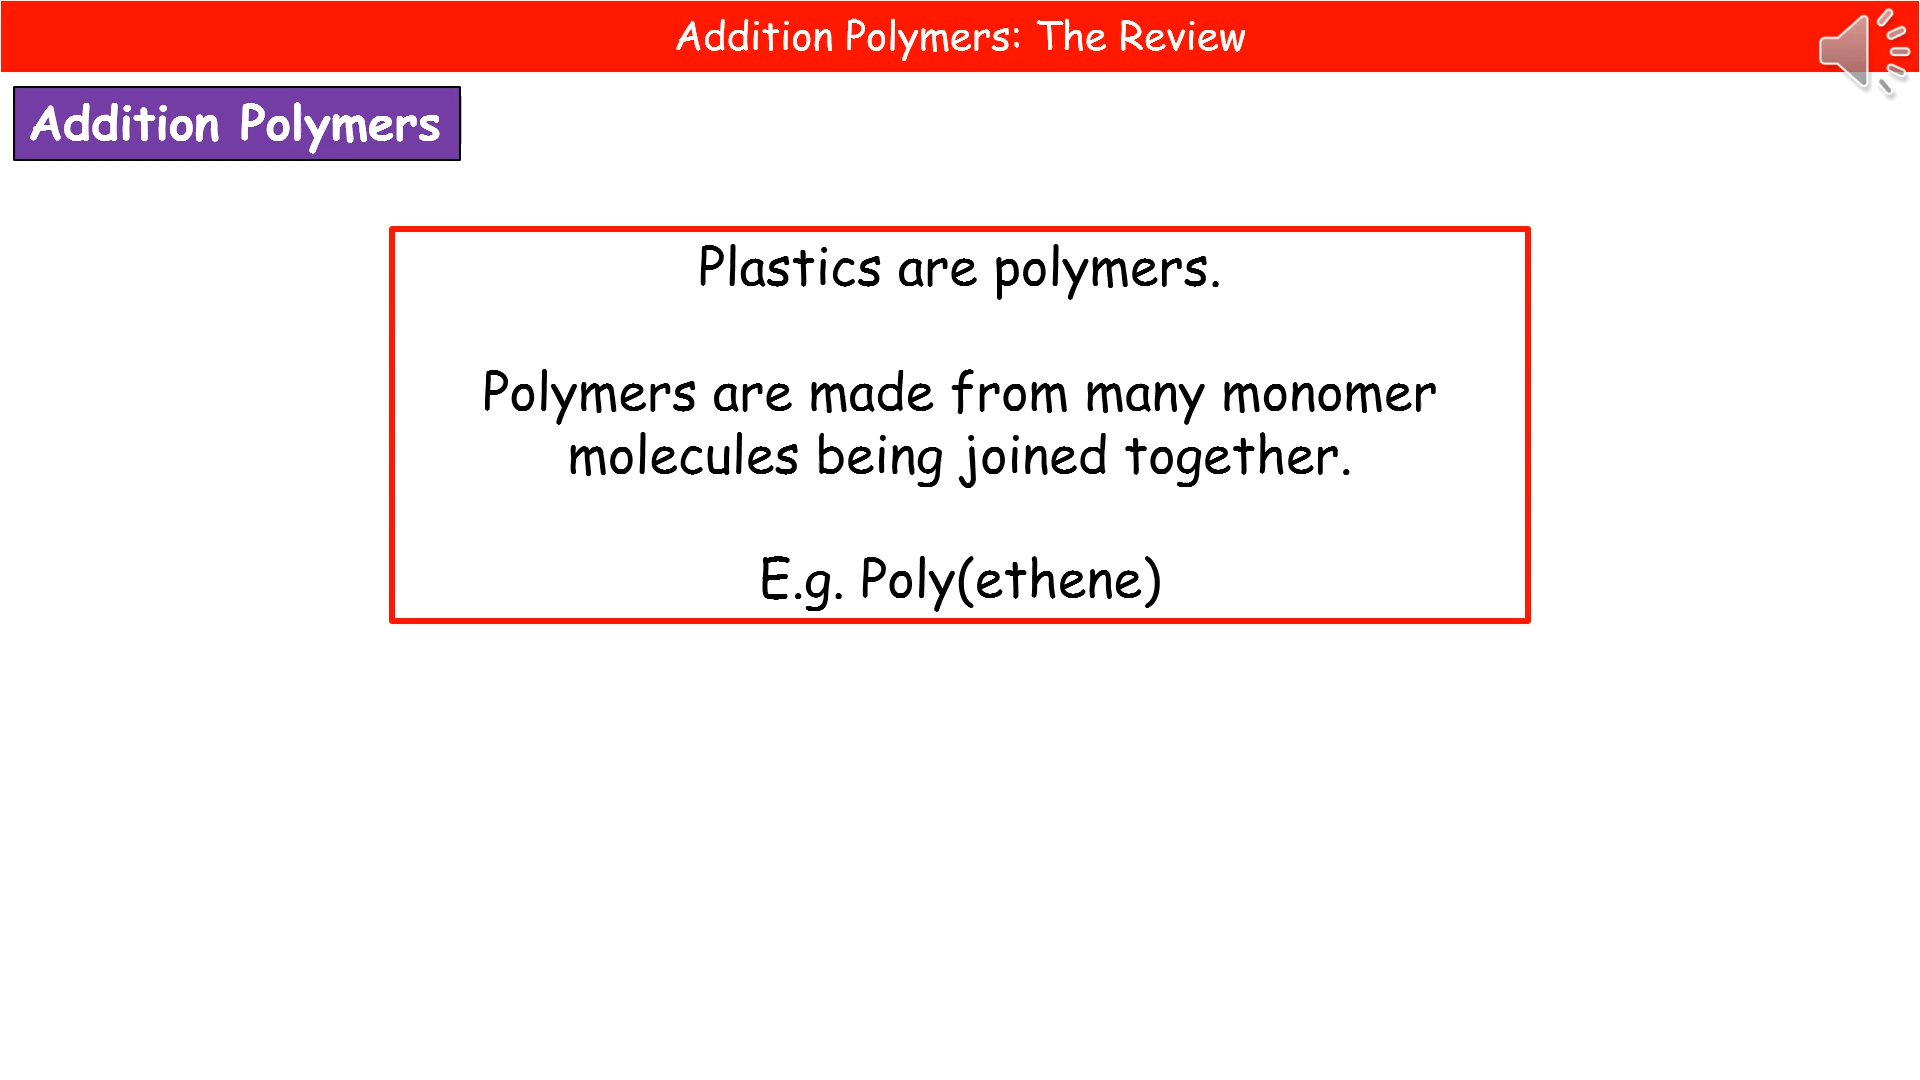 Addition Polymers: The Review
Addition Polymers
Plastics are polymers.
Polymers are made from many monomer
molecules being joined together.
E.g. Poly(ethene)